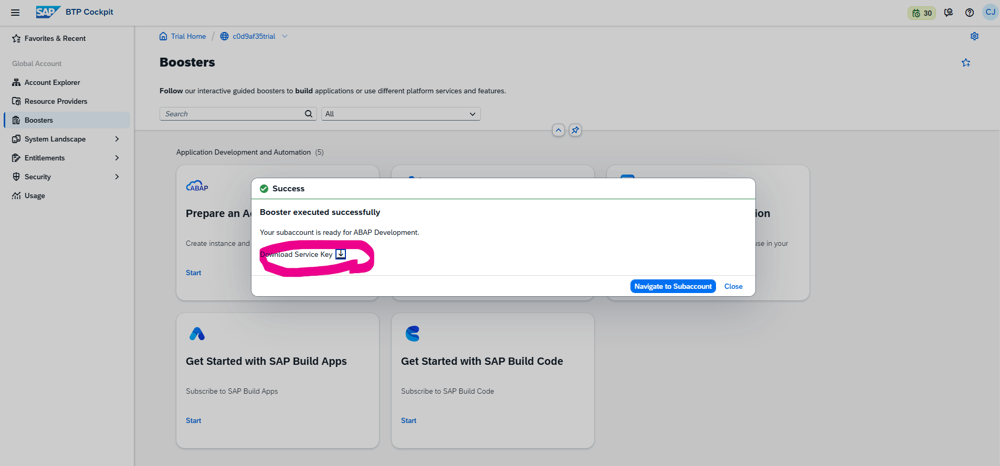 SAP BTP Cockpit
30
CJ
Favorites & Recent
Global Account
Account Explorer
Resource Providers
Boosters
System Landscape
Entitlements
Security
Usage
Trial Home / c0d9af35trial
Boosters
Follow our interactive guided boosters to build applications or use different platform services and features.
Search
All
Application Development and Automation (5)
ABAP
Prepare an A
Create instance and
Start
ion
use in your
Success
Booster executed successfully
Your subaccount is ready for ABAP Development.
Download Service Key
Navigate to Subaccount
Close
Get Started with SAP Build Apps
Subscribe to SAP Build Apps
Start
Get Started with SAP Build Code
Subscribe to SAP Build Code
Start